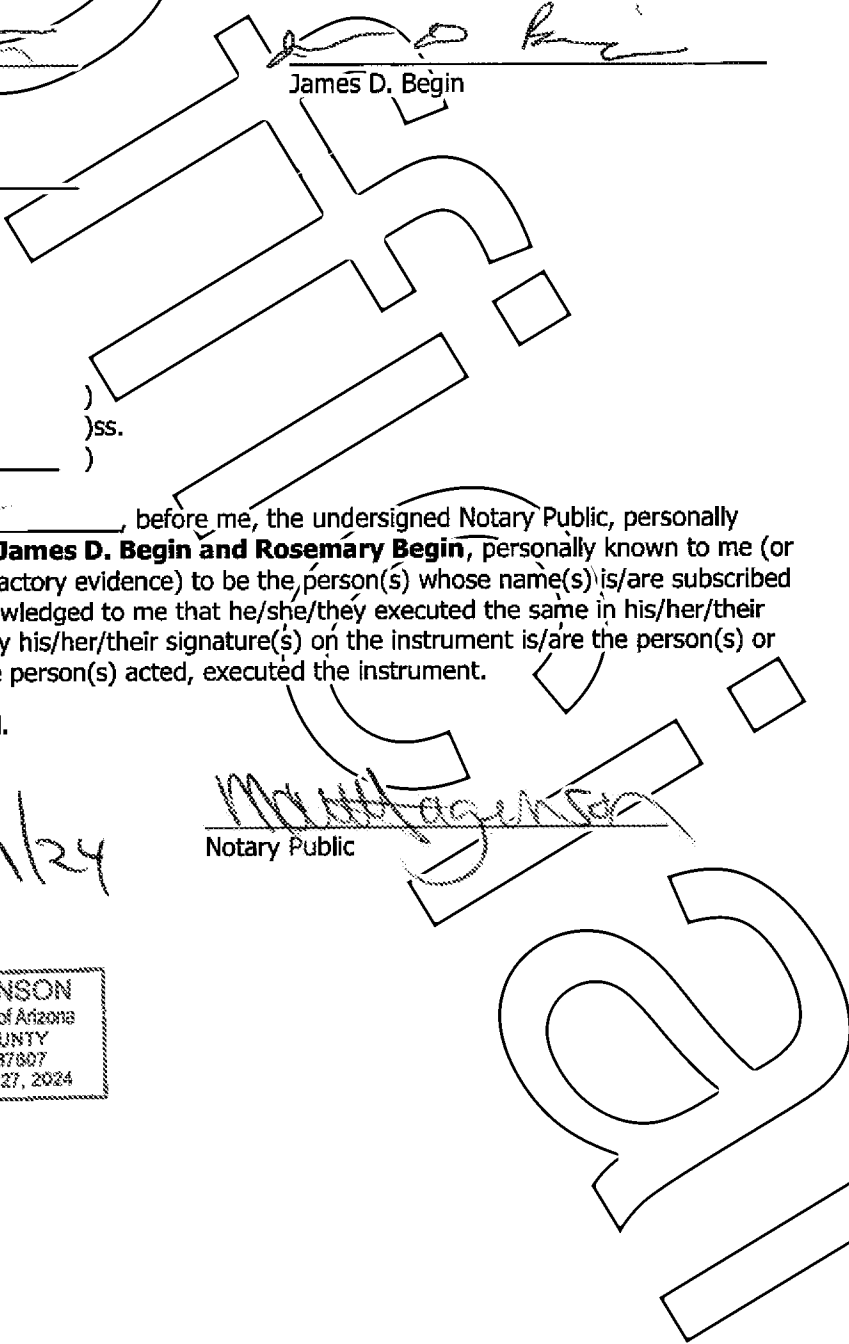 James D. Begin
)
)ss.
)
, before me, the undersigned Notary Public, personally
James D. Begin and Rosemary Begin, personally known to me (or
actory evidence) to be the person(s) whose name(s) is/are subscribed
wledged to me that he/she/they executed the same in his/her/their
y his/her/their signature(s) on the instrument is/are the person(s) or
e person(s) acted, executed the instrument.
l.
/24
Notary Public
NSON
of Arizona
UNTY
87607
27, 2024